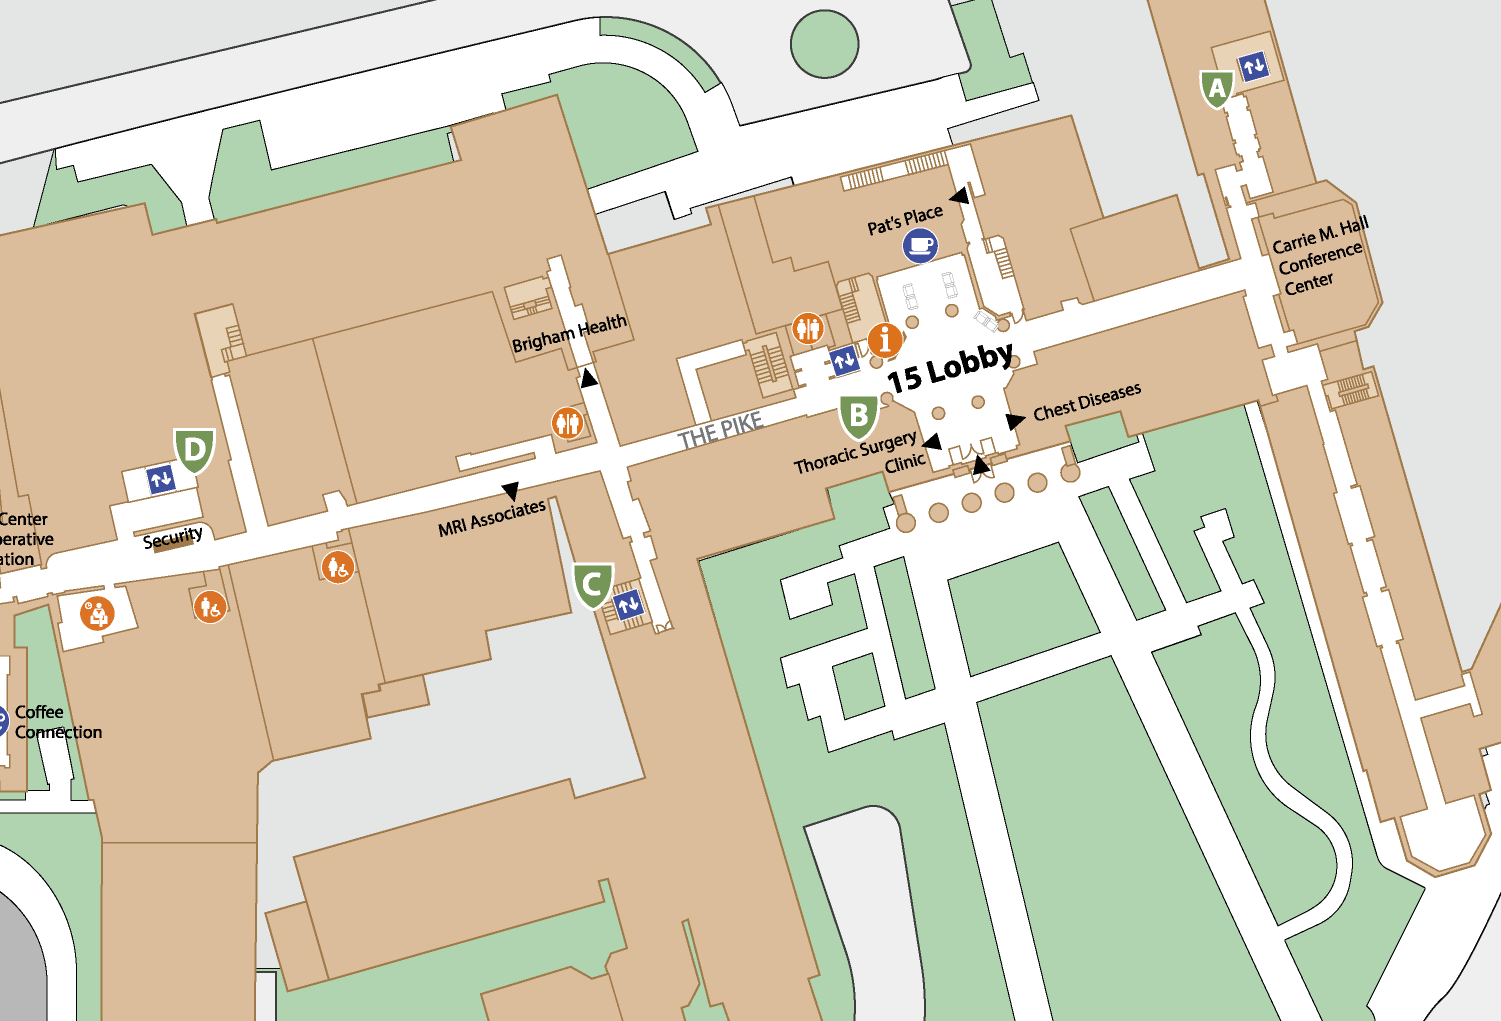 A
Carrie M. Hall
Conference
Center
Pat's Place
i
15 Lobby
Brigham Health
B
Chest Diseases
THE PIKE
Thoracic Surgery
Clinic
D
MRI Associates
Security
Center
perative
ation
C
Coffee
Connection